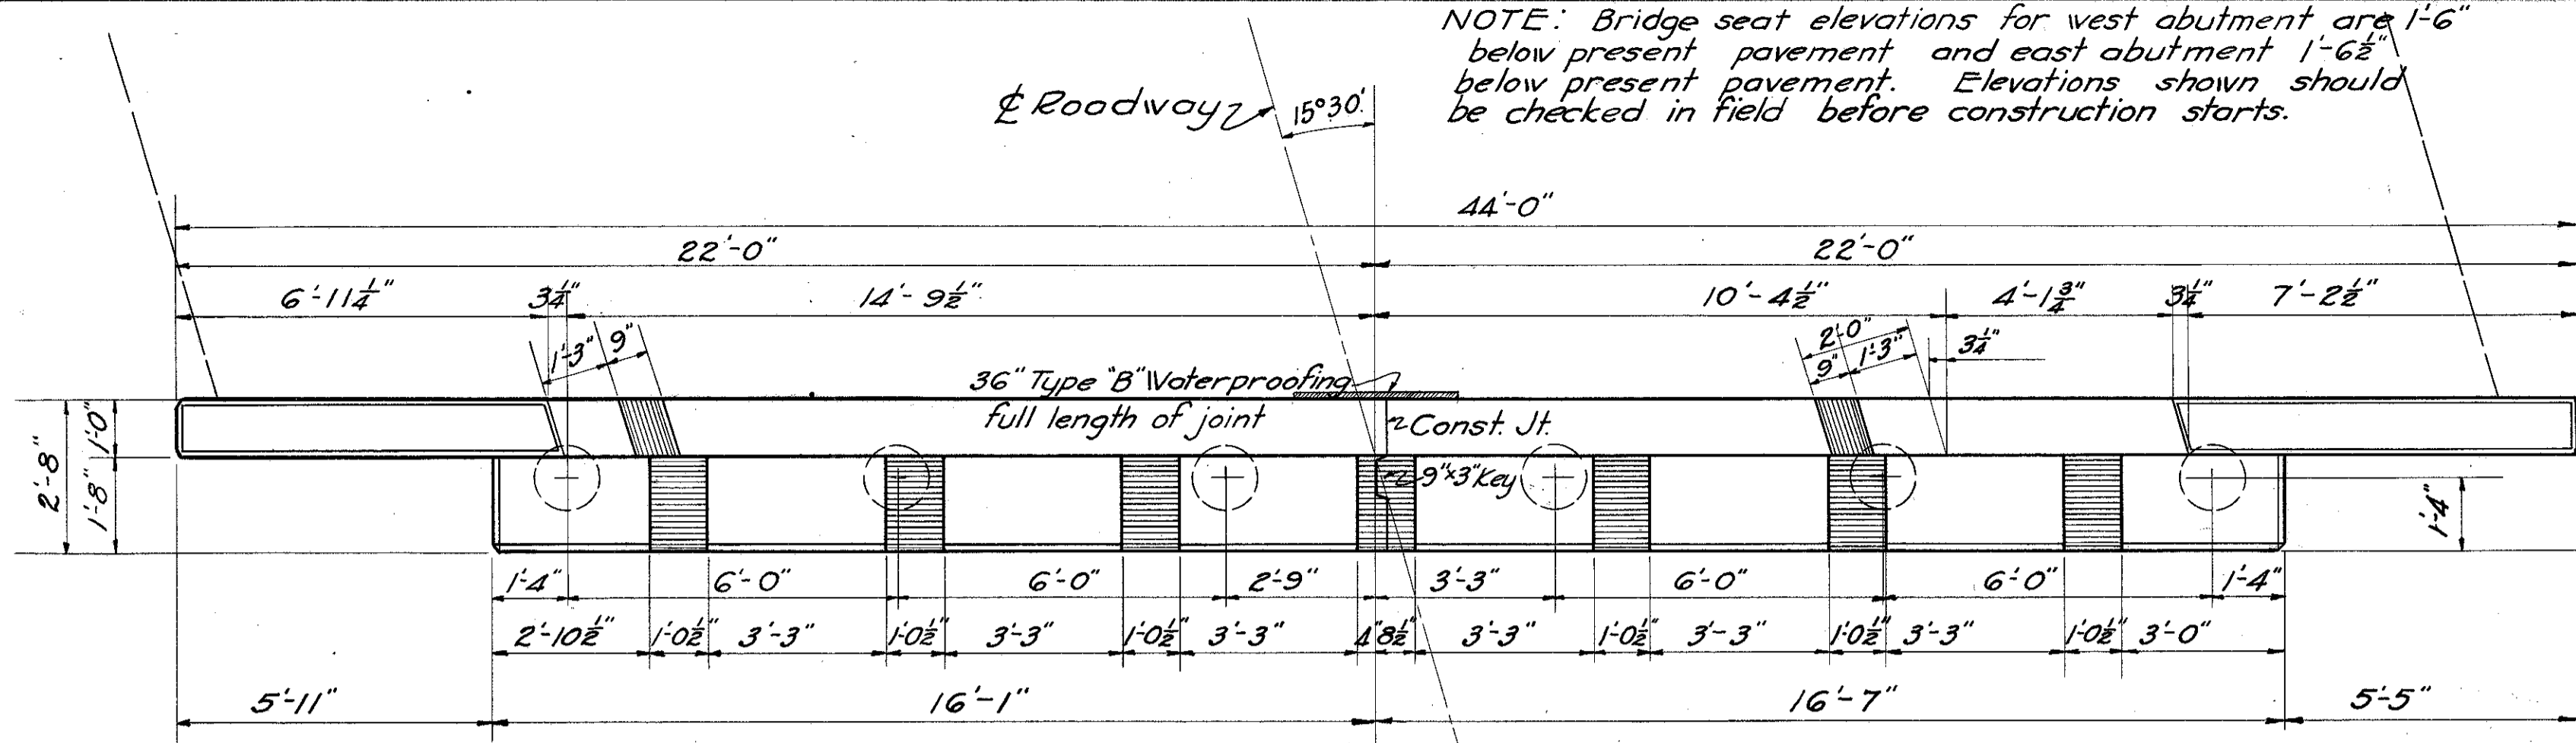 NOTE: Bridge seat elevations for west abutment are 1'-6"
below present pavement and east abutment 1'-6½"
below present pavement. Elevations shown should
be checked in field before construction starts.
℄ Roadway
15°30'
44'-0"
22'-0" 22'-0"
6'-11¼" 3¼" 14'-9½" 10'-4½" 4'-1¾" 3¼" 7'-2½"
1'-3" 9" 2'-0" 9" 1'-3" 3¼"
36" Type "B" Waterproofing
full length of joint
Const. Jt.
9"x3" Key
2'-8" 1'-0" 1'-8"
1'-4"
1'-4" 6'-0" 6'-0" 2'-9" 3'-3" 6'-0" 6'-0" 1'-4"
2'-10½" 1'-0½" 3'-3" 1'-0½" 3'-3" 1'-0½" 3'-3" 4" 8½" 3'-3" 1'-0½" 3'-3" 1'-0½" 3'-3" 1'-0½" 3'-0"
5'-11" 16'-1" 16'-7" 5'-5"